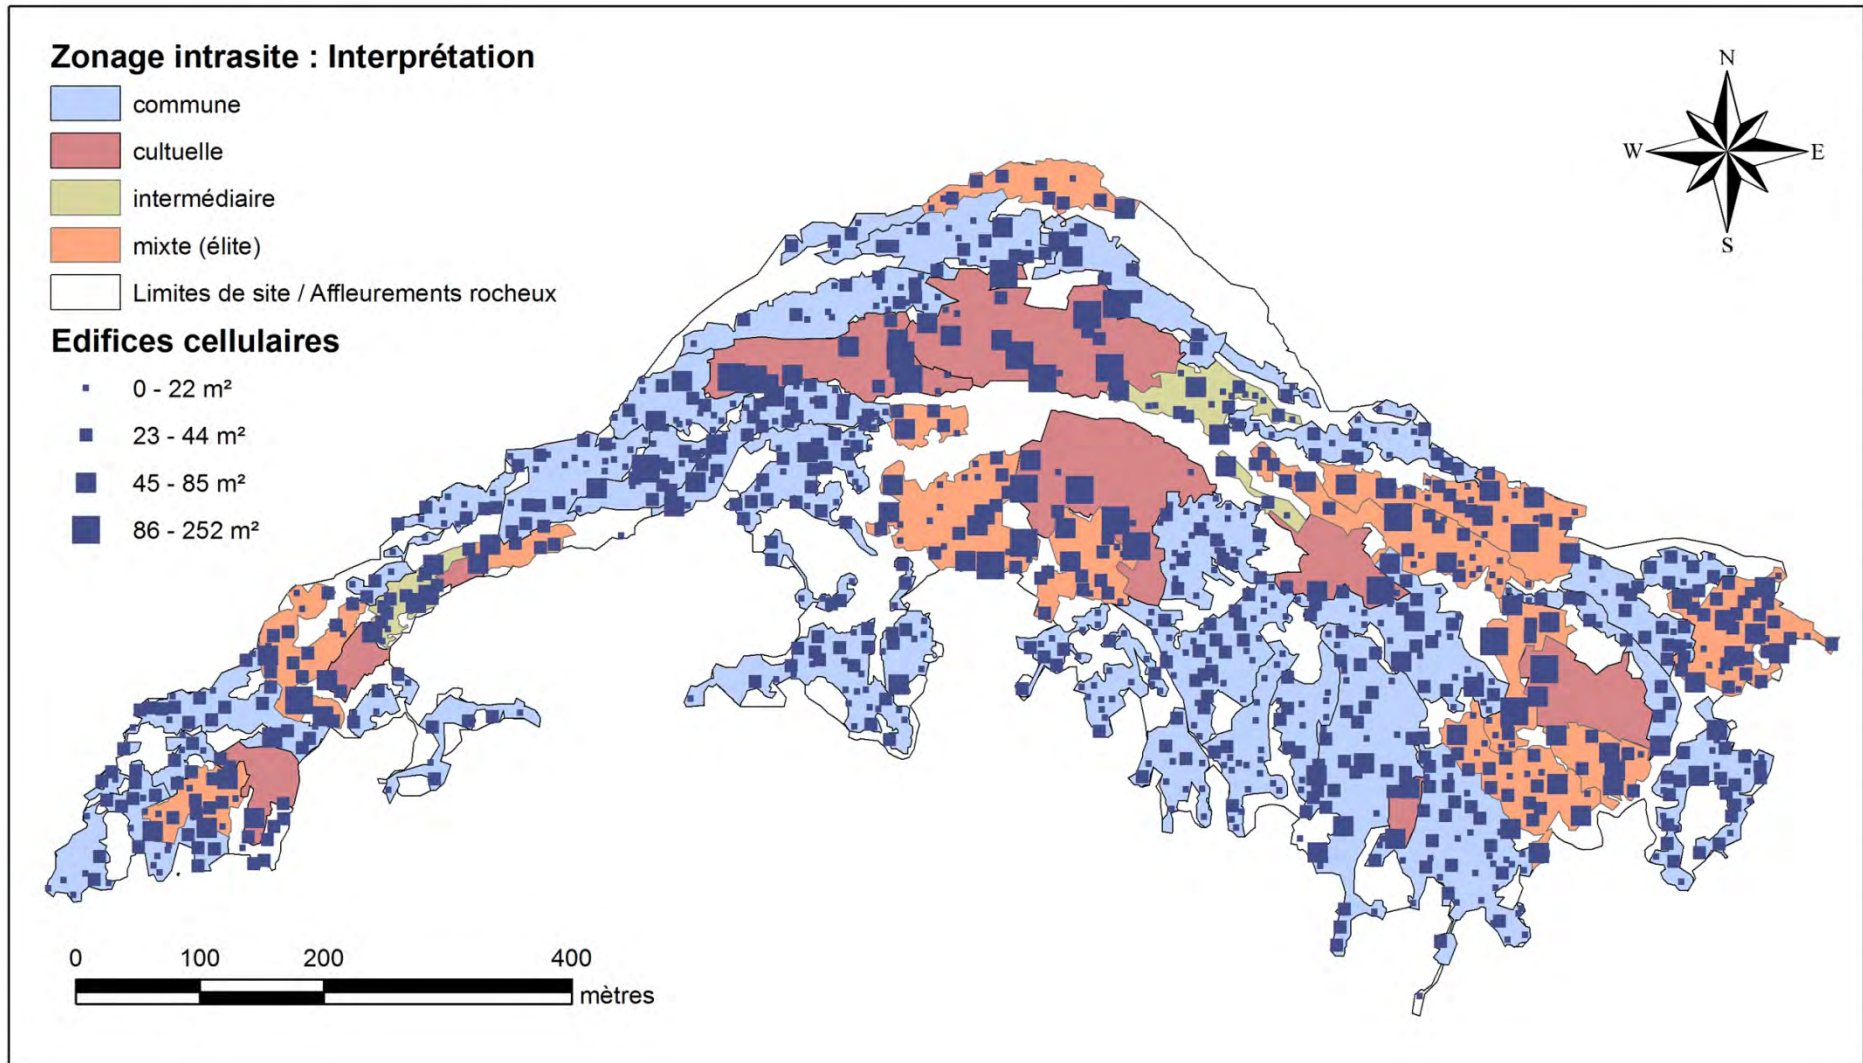 Zonage intrasite : Interprétation
commune
cultuelle
intermédiaire
mixte (élite)
Limites de site / Affleurements rocheux
Edifices cellulaires
0 - 22 m²
23 - 44 m²
45 - 85 m²
86 - 252 m²
N
W
E
S
0 100 200 400
mètres